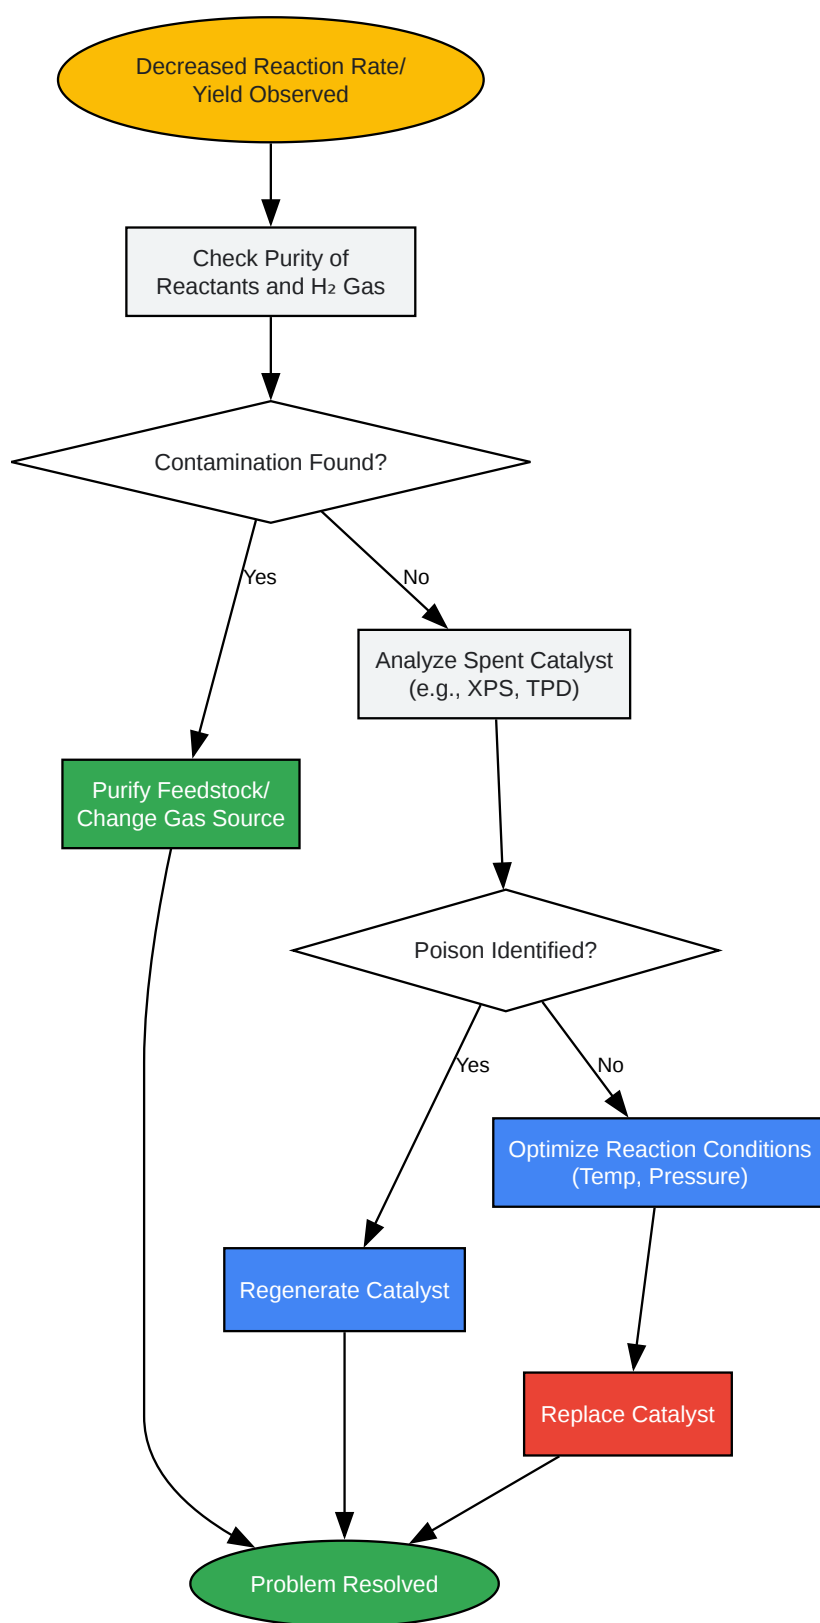 Decreased Reaction Rate/
Yield Observed
Check Purity of
Reactants and H₂ Gas
Contamination Found?
Yes
No
Analyze Spent Catalyst
(e.g., XPS, TPD)
Purify Feedstock/
Change Gas Source
Poison Identified?
Yes
No
Optimize Reaction Conditions
(Temp, Pressure)
Regenerate Catalyst
Replace Catalyst
Problem Resolved